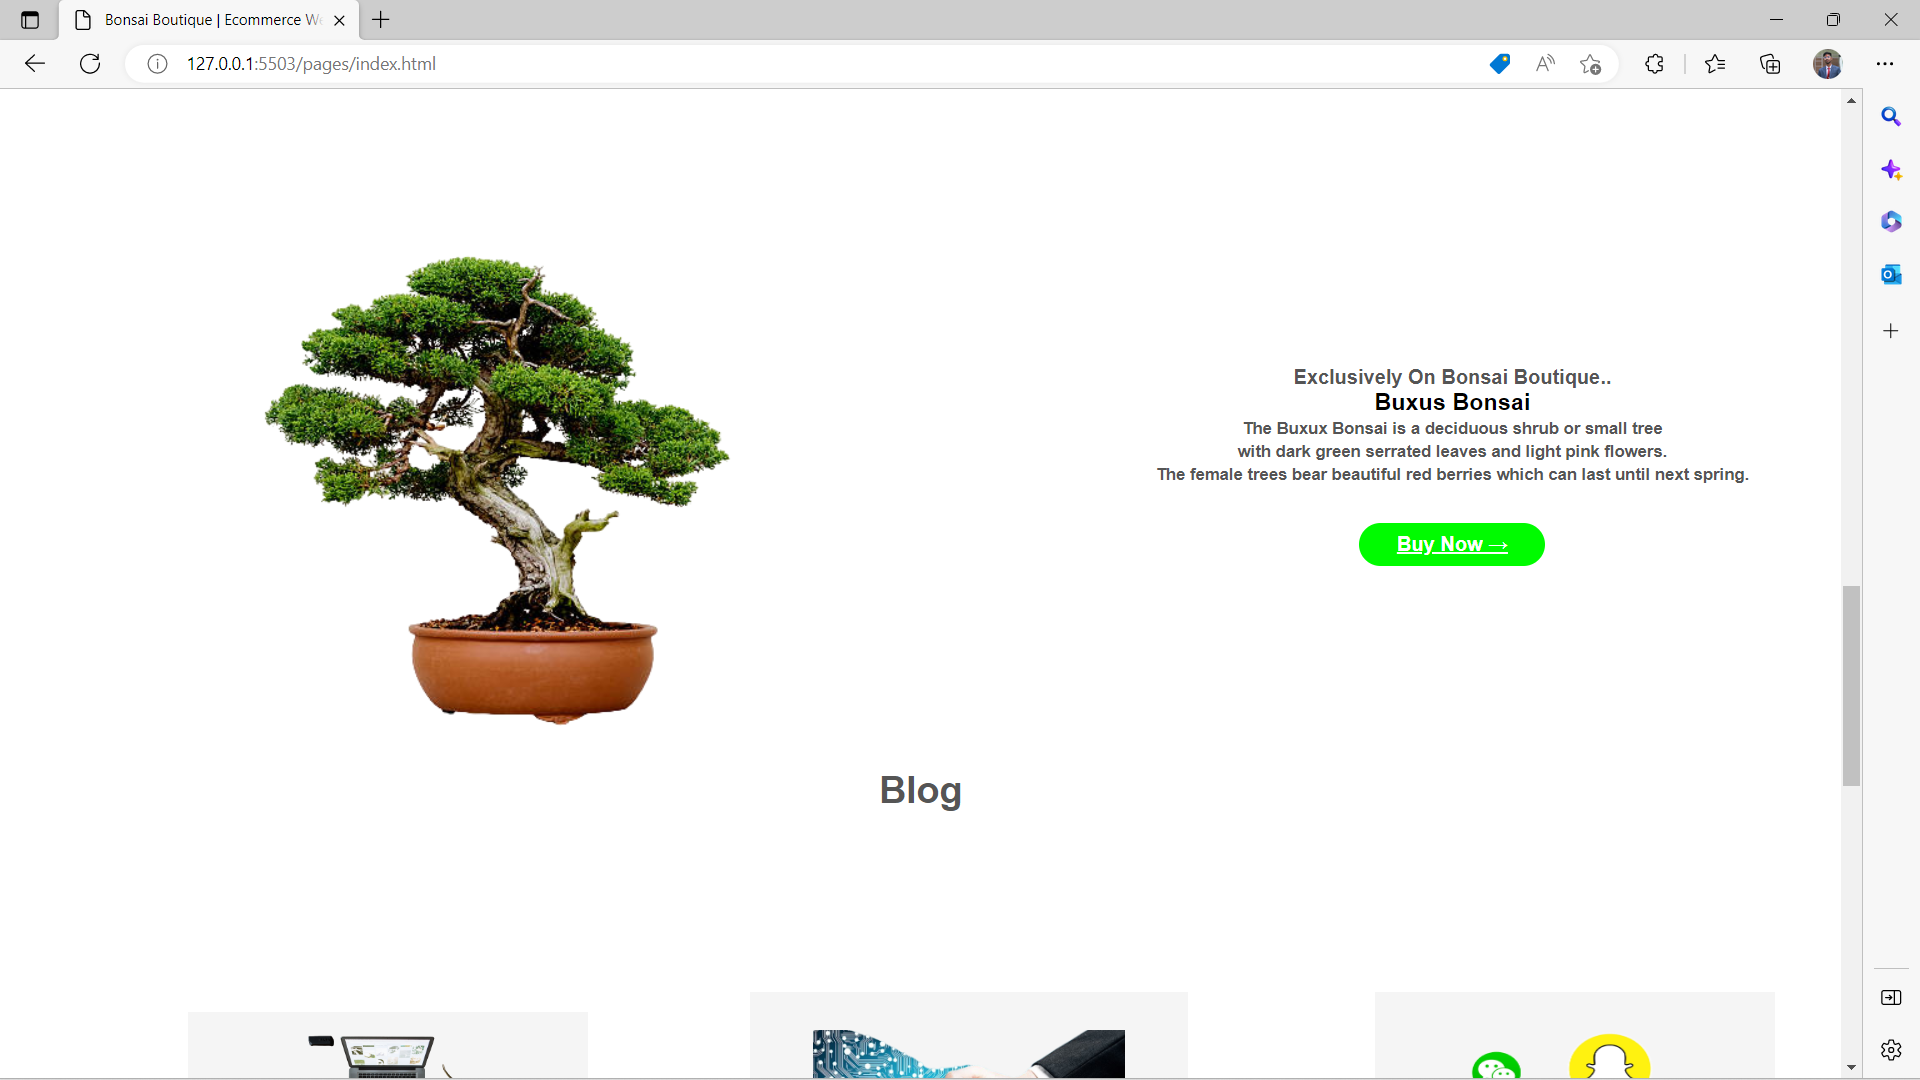 Bonsai Boutique | Ecommerce We
127.0.0.1:5503/pages/index.html
Exclusively On Bonsai Boutique..
Buxus Bonsai
The Buxux Bonsai is a deciduous shrub or small tree
with dark green serrated leaves and light pink flowers.
The female trees bear beautiful red berries which can last until next spring.
Buy Now →
Blog